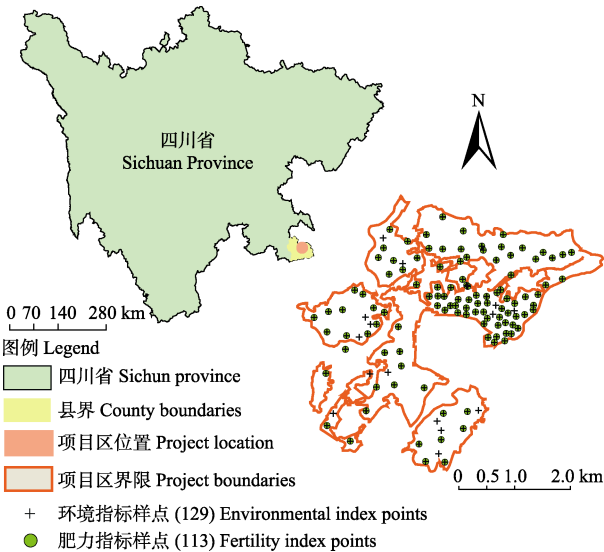 四川省
Sichuan Province
N
0 70 140 280 km
图例 Legend
四川省 Sichun province
县界 County boundaries
项目区位置 Project location
项目区界限 Project boundaries
0 0.5 1.0 2.0 km
环境指标样点 (129) Environmental index points
肥力指标样点 (113) Fertility index points